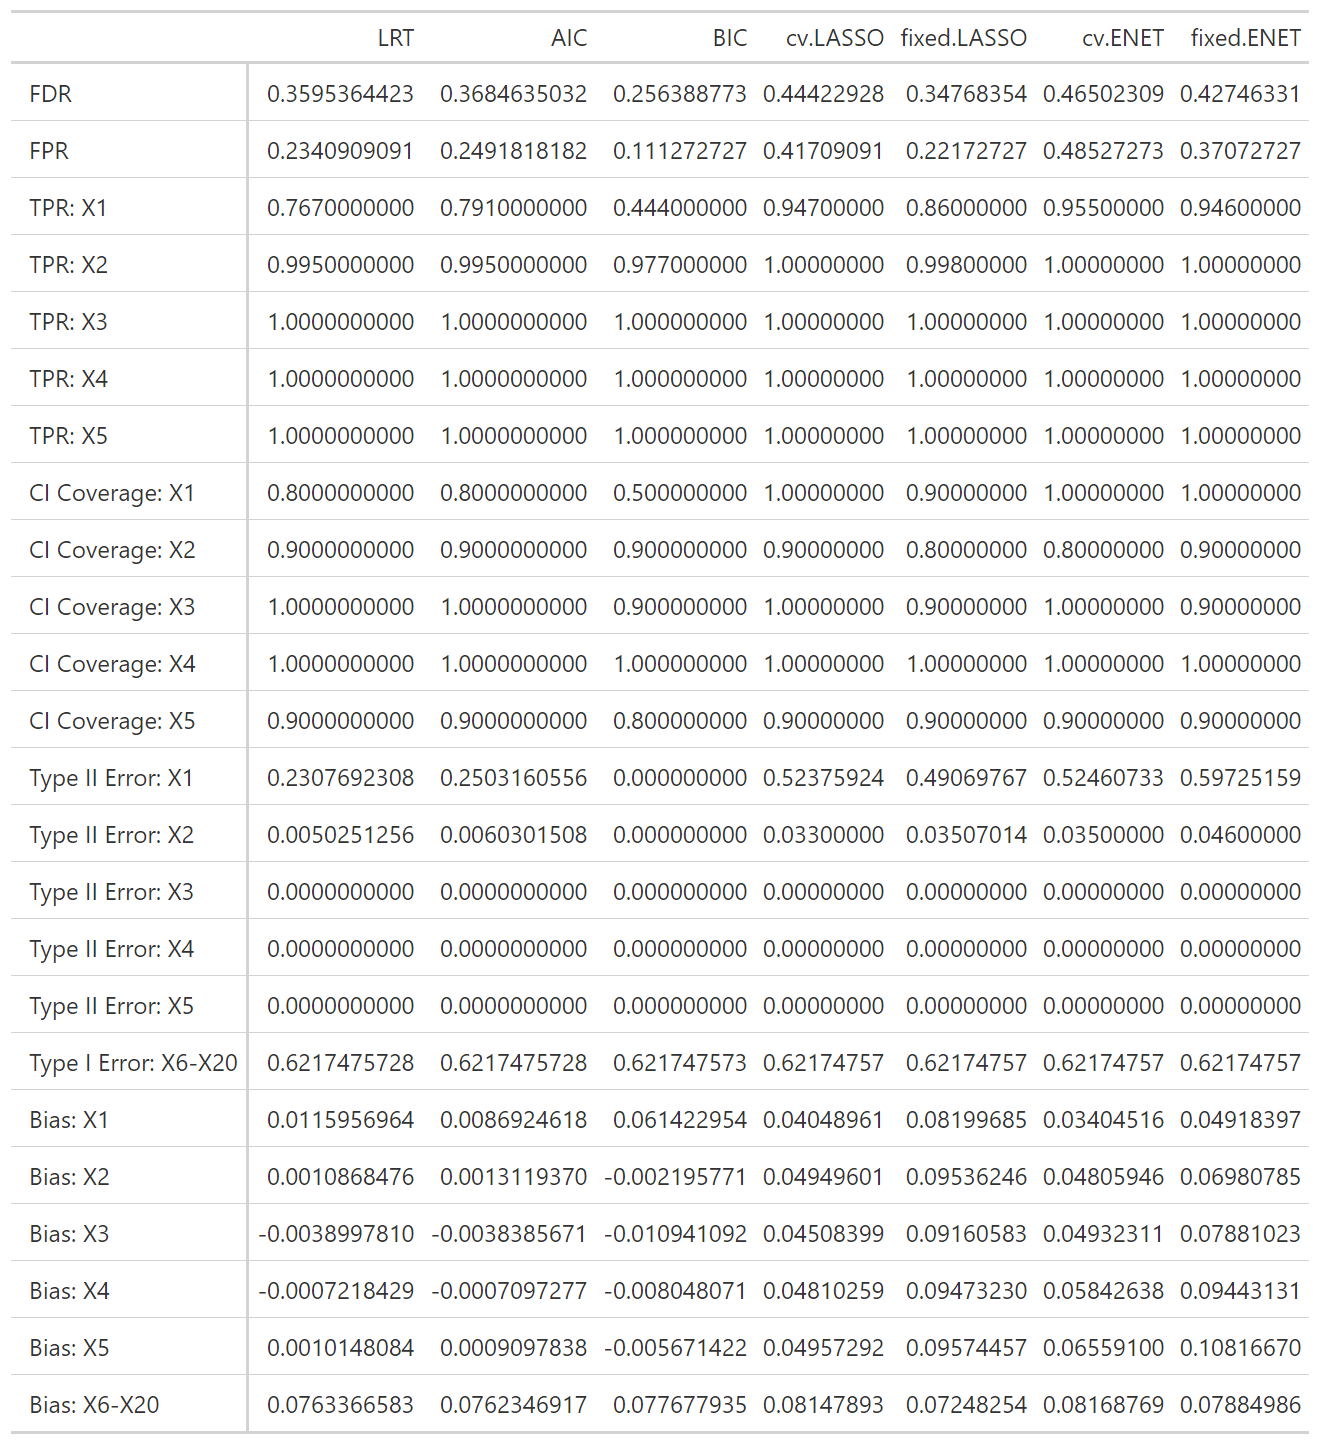 LRT AIC BIC cv.LASSO fixed.LASSO cv.ENET fixed.ENET
FDR 0.3595364423 0.3684635032 0.256388773 0.44422928 0.34768354 0.46502309 0.42746331
FPR 0.2340909091 0.2491818182 0.111272727 0.41709091 0.22172727 0.48527273 0.37072727
TPR: X1 0.7670000000 0.7910000000 0.444000000 0.94700000 0.86000000 0.95500000 0.94600000
TPR: X2 0.9950000000 0.9950000000 0.977000000 1.00000000 0.99800000 1.00000000 1.00000000
TPR: X3 1.0000000000 1.0000000000 1.000000000 1.00000000 1.00000000 1.00000000 1.00000000
TPR: X4 1.0000000000 1.0000000000 1.000000000 1.00000000 1.00000000 1.00000000 1.00000000
TPR: X5 1.0000000000 1.0000000000 1.000000000 1.00000000 1.00000000 1.00000000 1.00000000
CI Coverage: X1 0.8000000000 0.8000000000 0.500000000 1.00000000 0.90000000 1.00000000 1.00000000
CI Coverage: X2 0.9000000000 0.9000000000 0.900000000 0.90000000 0.80000000 0.80000000 0.90000000
CI Coverage: X3 1.0000000000 1.0000000000 0.900000000 1.00000000 0.90000000 1.00000000 0.90000000
CI Coverage: X4 1.0000000000 1.0000000000 1.000000000 1.00000000 1.00000000 1.00000000 1.00000000
CI Coverage: X5 0.9000000000 0.9000000000 0.800000000 0.90000000 0.90000000 0.90000000 0.90000000
Type II Error: X1 0.2307692308 0.2503160556 0.000000000 0.52375924 0.49069767 0.52460733 0.59725159
Type II Error: X2 0.0050251256 0.0060301508 0.000000000 0.03300000 0.03507014 0.03500000 0.04600000
Type II Error: X3 0.0000000000 0.0000000000 0.000000000 0.00000000 0.00000000 0.00000000 0.00000000
Type II Error: X4 0.0000000000 0.0000000000 0.000000000 0.00000000 0.00000000 0.00000000 0.00000000
Type II Error: X5 0.0000000000 0.0000000000 0.000000000 0.00000000 0.00000000 0.00000000 0.00000000
Type I Error: X6-X20 0.6217475728 0.6217475728 0.621747573 0.62174757 0.62174757 0.62174757 0.62174757
Bias: X1 0.0115956964 0.0086924618 0.061422954 0.04048961 0.08199685 0.03404516 0.04918397
Bias: X2 0.0010868476 0.0013119370 -0.002195771 0.04949601 0.09536246 0.04805946 0.06980785
Bias: X3 -0.0038997810 -0.0038385671 -0.010941092 0.04508399 0.09160583 0.04932311 0.07881023
Bias: X4 -0.0007218429 -0.0007097277 -0.008048071 0.04810259 0.09473230 0.05842638 0.09443131
Bias: X5 0.0010148084 0.0009097838 -0.005671422 0.04957292 0.09574457 0.06559100 0.10816670
Bias: X6-X20 0.0763366583 0.0762346917 0.077677935 0.08147893 0.07248254 0.08168769 0.07884986